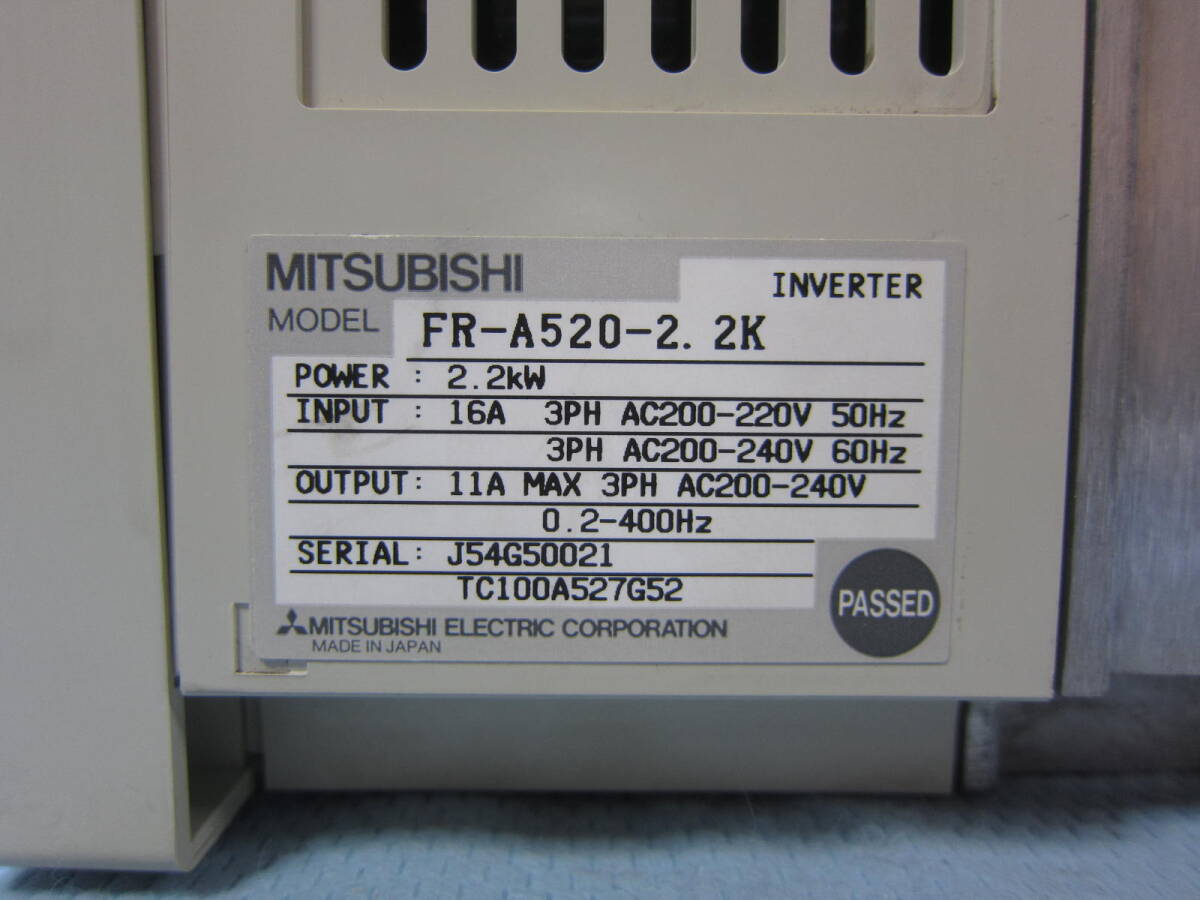 MITSUBISHI
INVERTER
MODEL FR-A520-2.2K
POWER : 2.2kW
INPUT : 16A 3PH AC200-220V 50Hz
3PH AC200-240V 60Hz
OUTPUT: 11A MAX 3PH AC200-240V
0.2-400Hz
SERIAL: J54G50021
TC100A527G52
PASSED
MITSUBISHI ELECTRIC CORPORATION
MADE IN JAPAN